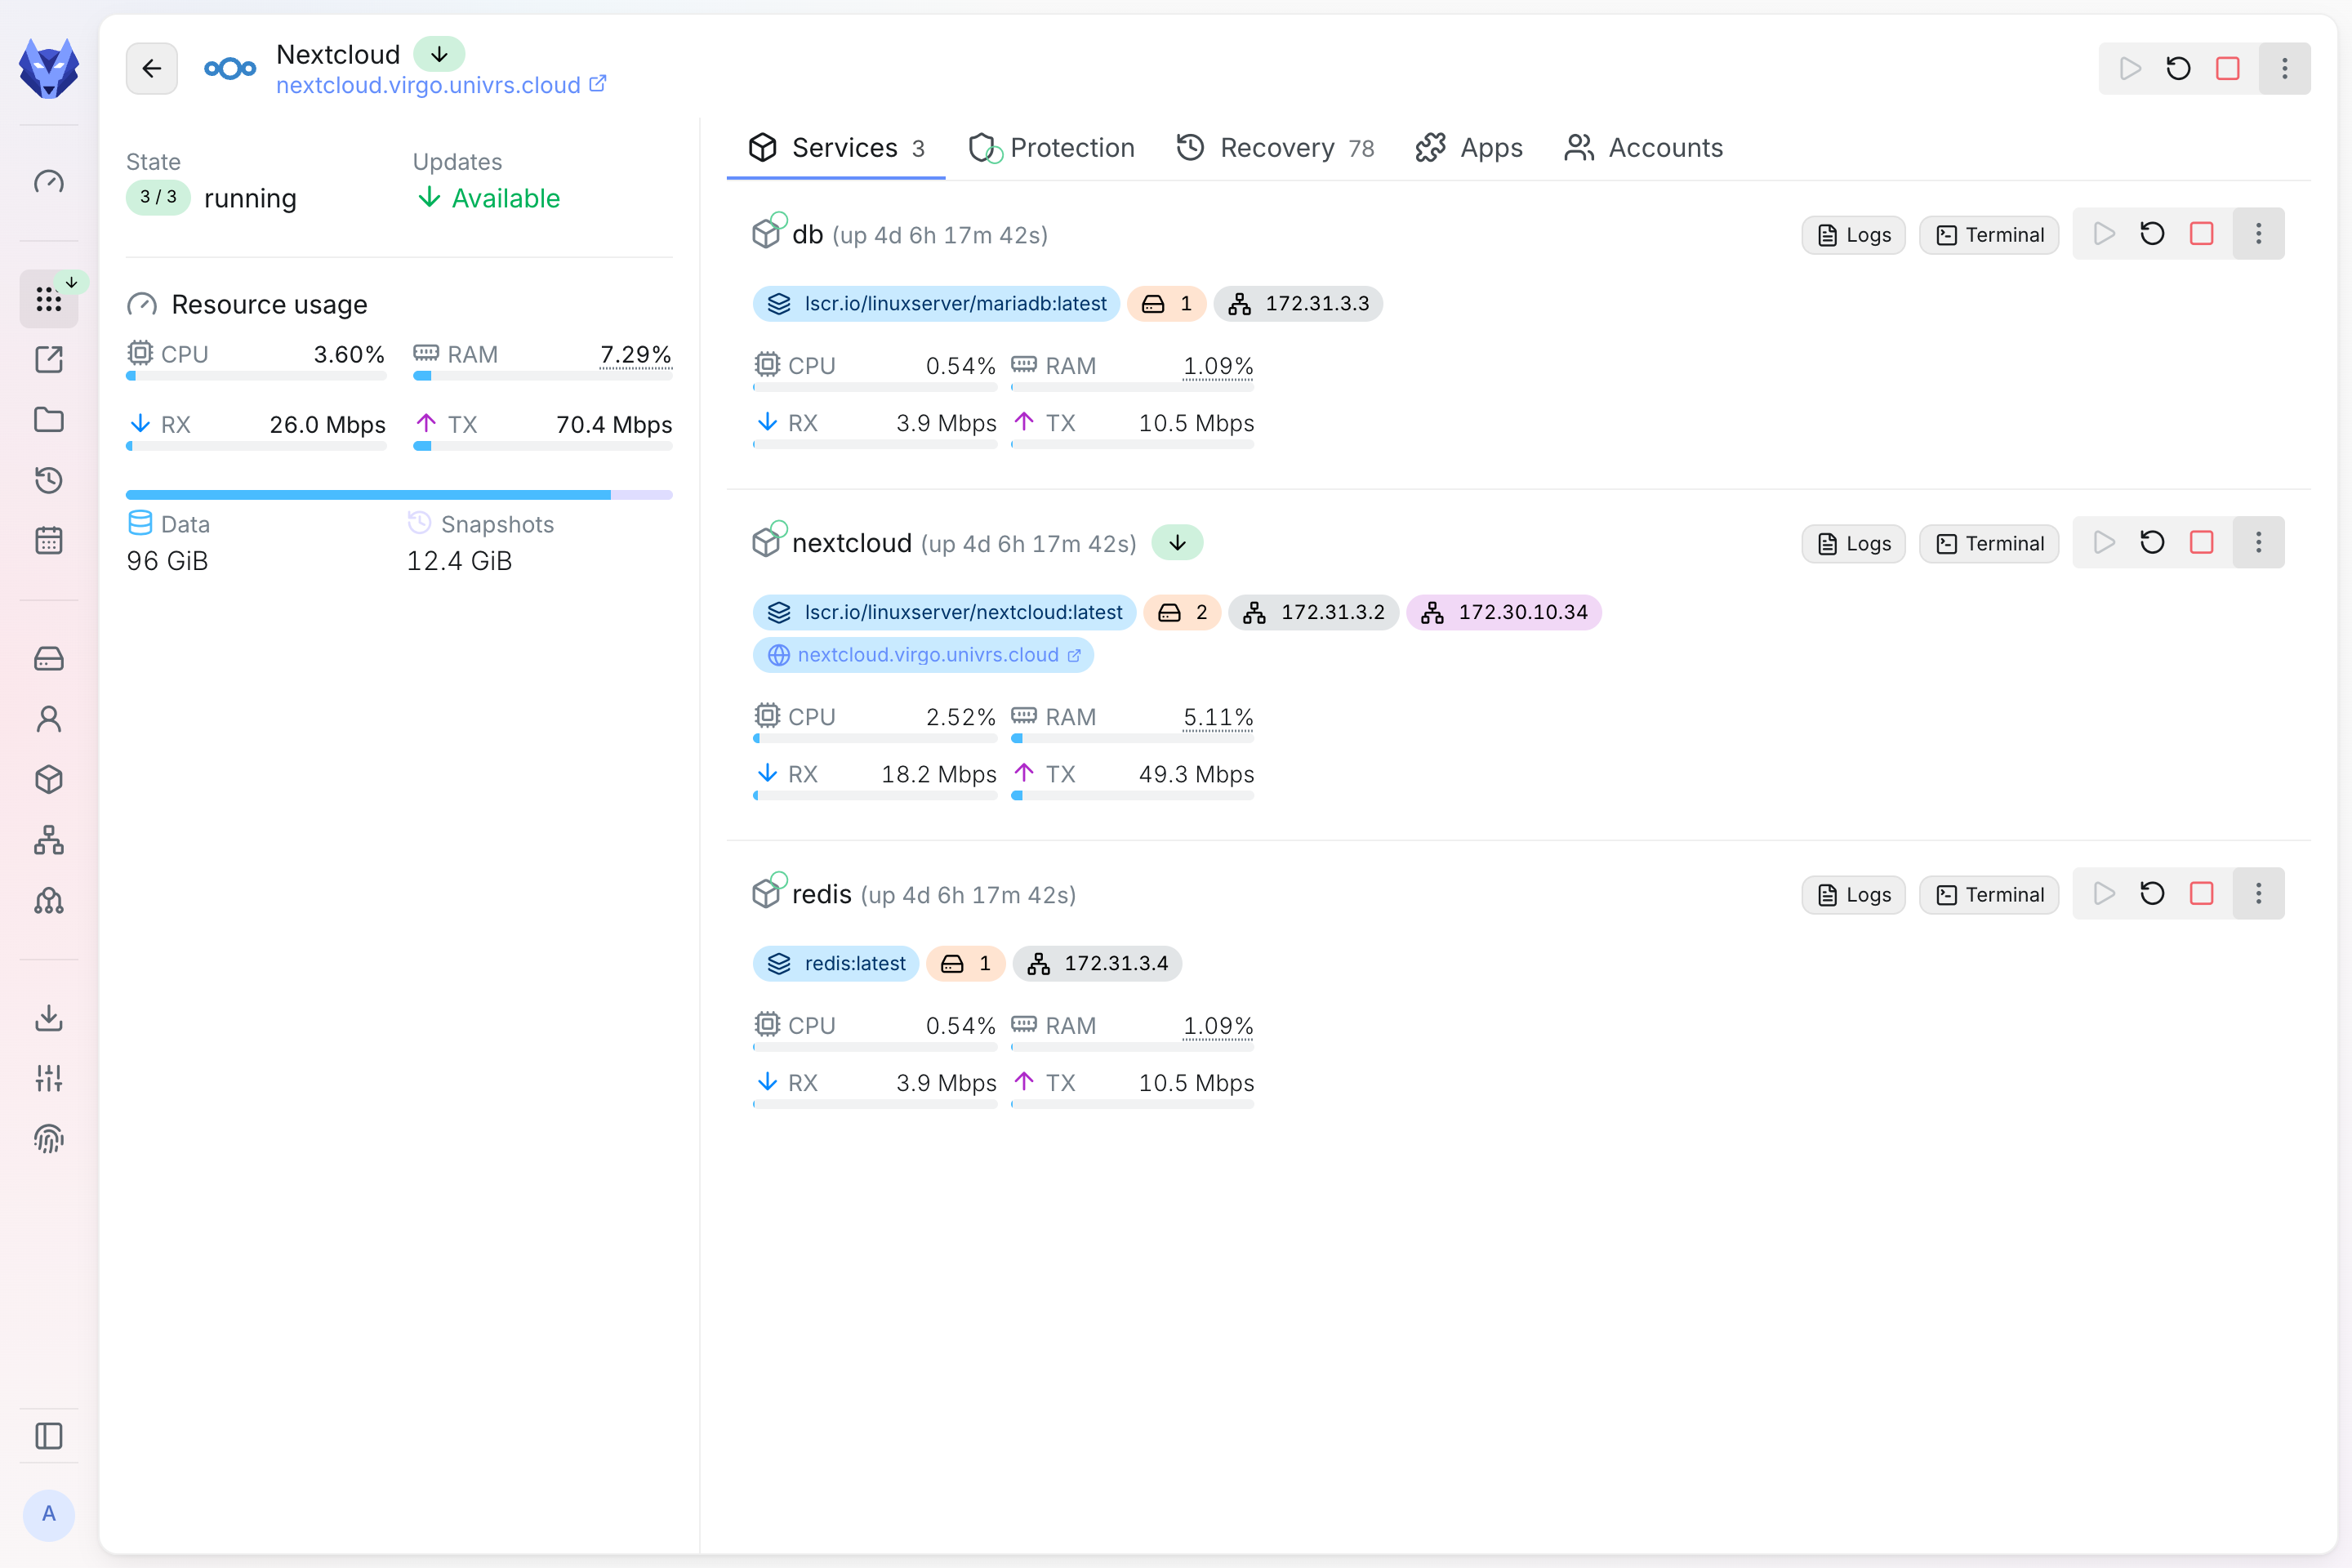 Nextcloud
nextcloud.virgo.univrs.cloud
State
3 / 3 running
Updates
Available
Resource usage
CPU 3.60%
RAM 7.29%
RX 26.0 Mbps
TX 70.4 Mbps
Data
96 GiB
Snapshots
12.4 GiB
Services 3
Protection
Recovery 78
Apps
Accounts
db (up 4d 6h 17m 42s)
Logs
Terminal
lscr.io/linuxserver/mariadb:latest
1
172.31.3.3
CPU 0.54%
RAM 1.09%
RX 3.9 Mbps
TX 10.5 Mbps
nextcloud (up 4d 6h 17m 42s)
Logs
Terminal
lscr.io/linuxserver/nextcloud:latest
2
172.31.3.2
172.30.10.34
nextcloud.virgo.univrs.cloud
CPU 2.52%
RAM 5.11%
RX 18.2 Mbps
TX 49.3 Mbps
redis (up 4d 6h 17m 42s)
Logs
Terminal
redis:latest
1
172.31.3.4
CPU 0.54%
RAM 1.09%
RX 3.9 Mbps
TX 10.5 Mbps
A